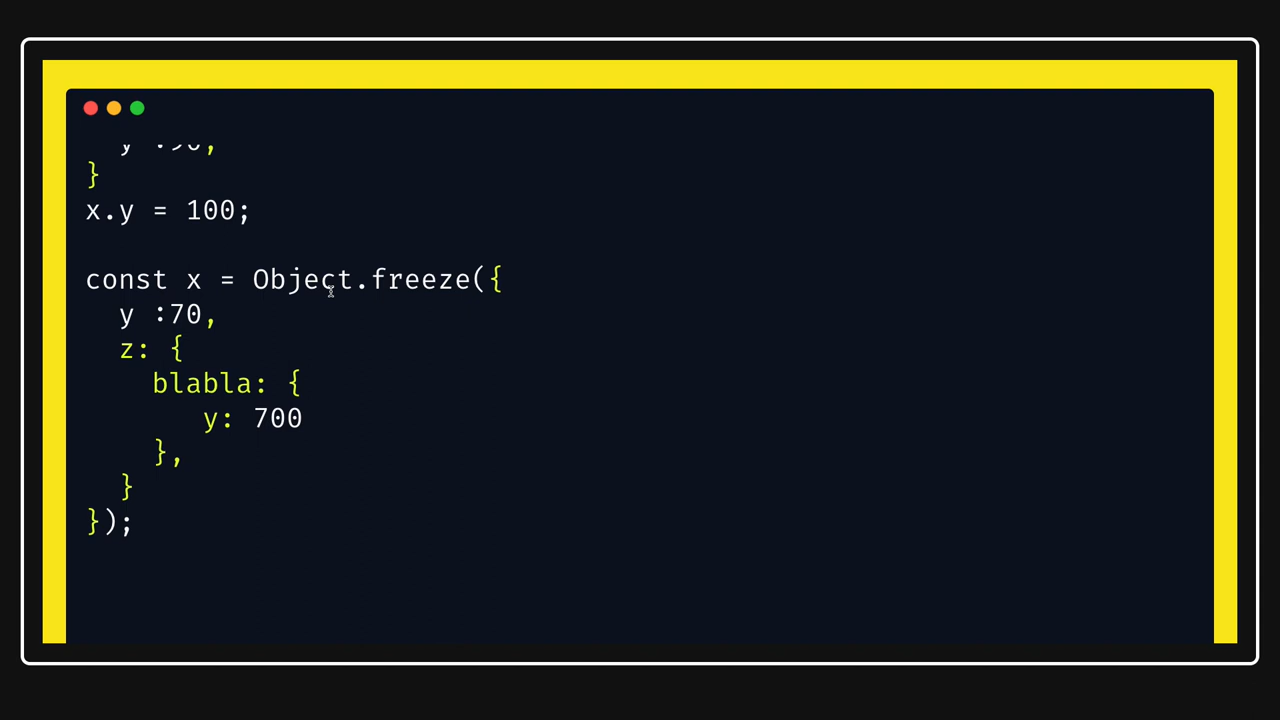 }
x.y = 100;
const x = Object.freeze({
  y :70,
  z: {
    blabla: {
       y: 700
    },
  }
});